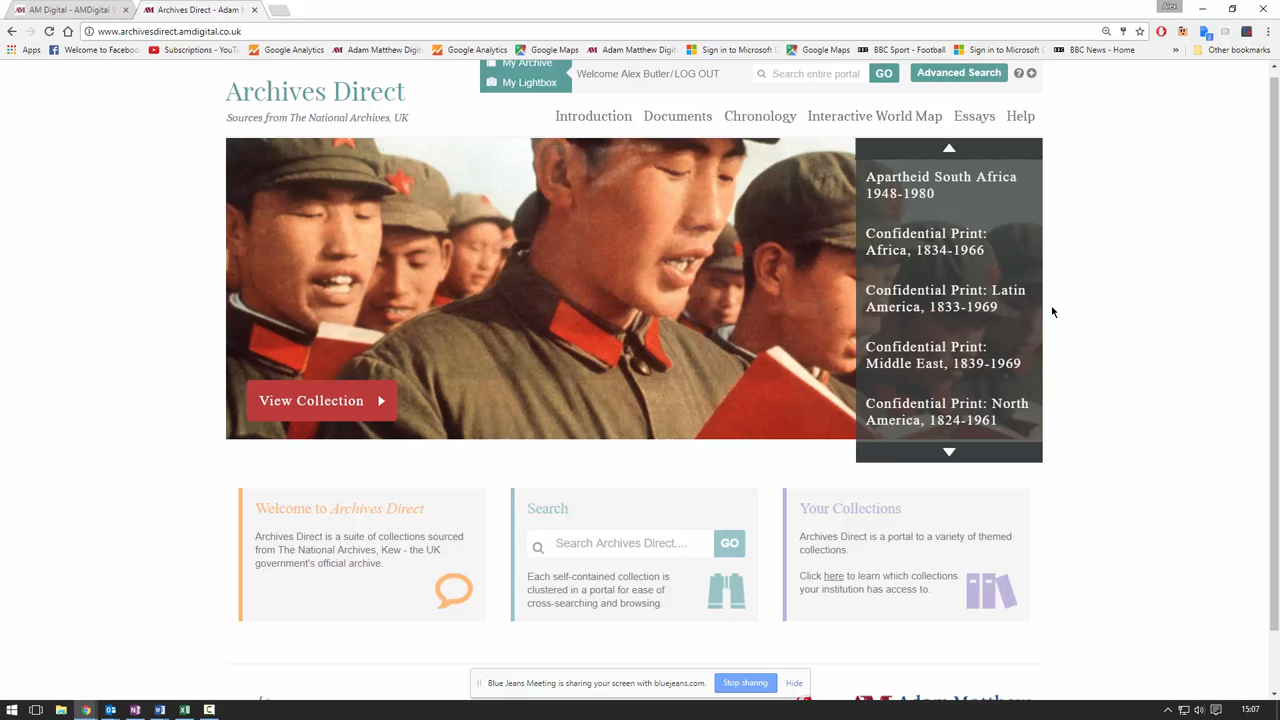 AM Digital - AMDigital
Archives Direct - Adam M
Alex
www.archivesdirect.amdigital.co.uk
Apps Welcome to Facebo Subscriptions - YouTu Google Analytics Adam Matthew Digit Google Analytics Google Maps Adam Matthew Digit Sign in to Microsoft Google Maps BBC Sport - Football Sign in to Microsoft BBC News - Home » Other bookmarks
My Archive
My Lightbox
Welcome Alex Butler/LOG OUT
Search entire portal GO
Advanced Search
Archives Direct
Sources from The National Archives, UK
Introduction Documents Chronology Interactive World Map Essays Help
Apartheid South Africa
1948-1980
Confidential Print:
Africa, 1834-1966
Confidential Print: Latin
America, 1833-1969
Confidential Print:
Middle East, 1839-1969
Confidential Print: North
America, 1824-1961
View Collection
Welcome to Archives Direct
Archives Direct is a suite of collections sourced
from The National Archives, Kew - the UK
government's official archive.
Search
Search Archives Direct.... GO
Each self-contained collection is
clustered in a portal for ease of
cross-searching and browsing.
Your Collections
Archives Direct is a portal to a variety of themed
collections.
Click here to learn which collections
your institution has access to.
Blue Jeans Meeting is sharing your screen with bluejeans.com. Stop sharing Hide
AM Adam Matthew
15:07